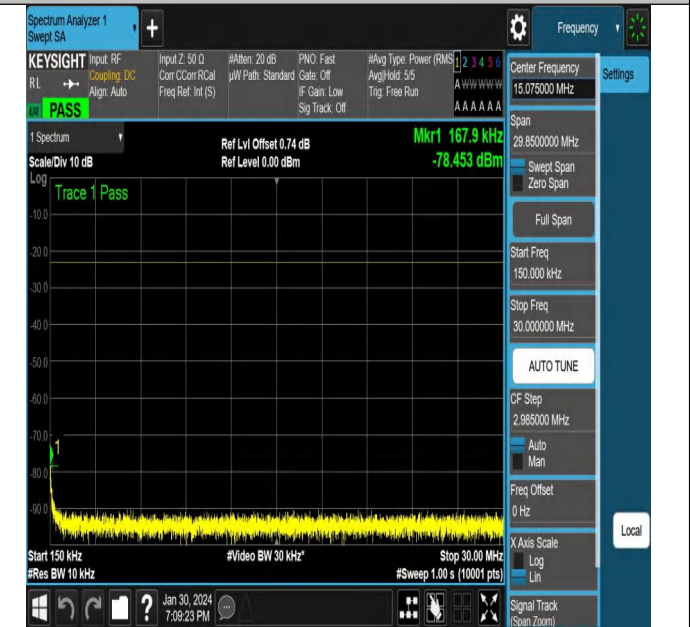 Spectrum Analyzer 1
Swept SA
+
Frequency
KEYSIGHT
RL
PASS
Input: RF
Coupling: DC
Align: Auto
Input Z: 50 Ω
Corr CCorr RCal
Freq Ref: Int (S)
#Atten: 20 dB
µW Path: Standard
PNO: Fast
Gate: Off
IF Gain: Low
Sig Track: Off
#Avg Type: Power (RMS
Avg|Hold: 5/5
Trig: Free Run
1 2 3 4 5 6
A W W W W W
A A A A A A
1 Spectrum
Scale/Div 10 dB
Log
Ref Lvl Offset 0.74 dB
Ref Level 0.00 dBm
Mkr1 167.9 kHz
-78.453 dBm
Trace 1 Pass
-10.0
-20.0
-30.0
-40.0
-50.0
-60.0
-70.0
1
-80.0
-90.0
Start 150 kHz
#Video BW 30 kHz*
Stop 30.00 MHz
#Res BW 10 kHz
#Sweep 1.00 s (10001 pts)
?
Jan 30, 2024
7:09:23 PM
Center Frequency
15.075000 MHz
Settings
Span
29.8500000 MHz
Swept Span
Zero Span
Full Span
Start Freq
150.000 kHz
Stop Freq
30.000000 MHz
AUTO TUNE
CF Step
2.985000 MHz
Auto
Man
Freq Offset
0 Hz
Local
X Axis Scale
Log
Lin
Signal Track
(Span Zoom)